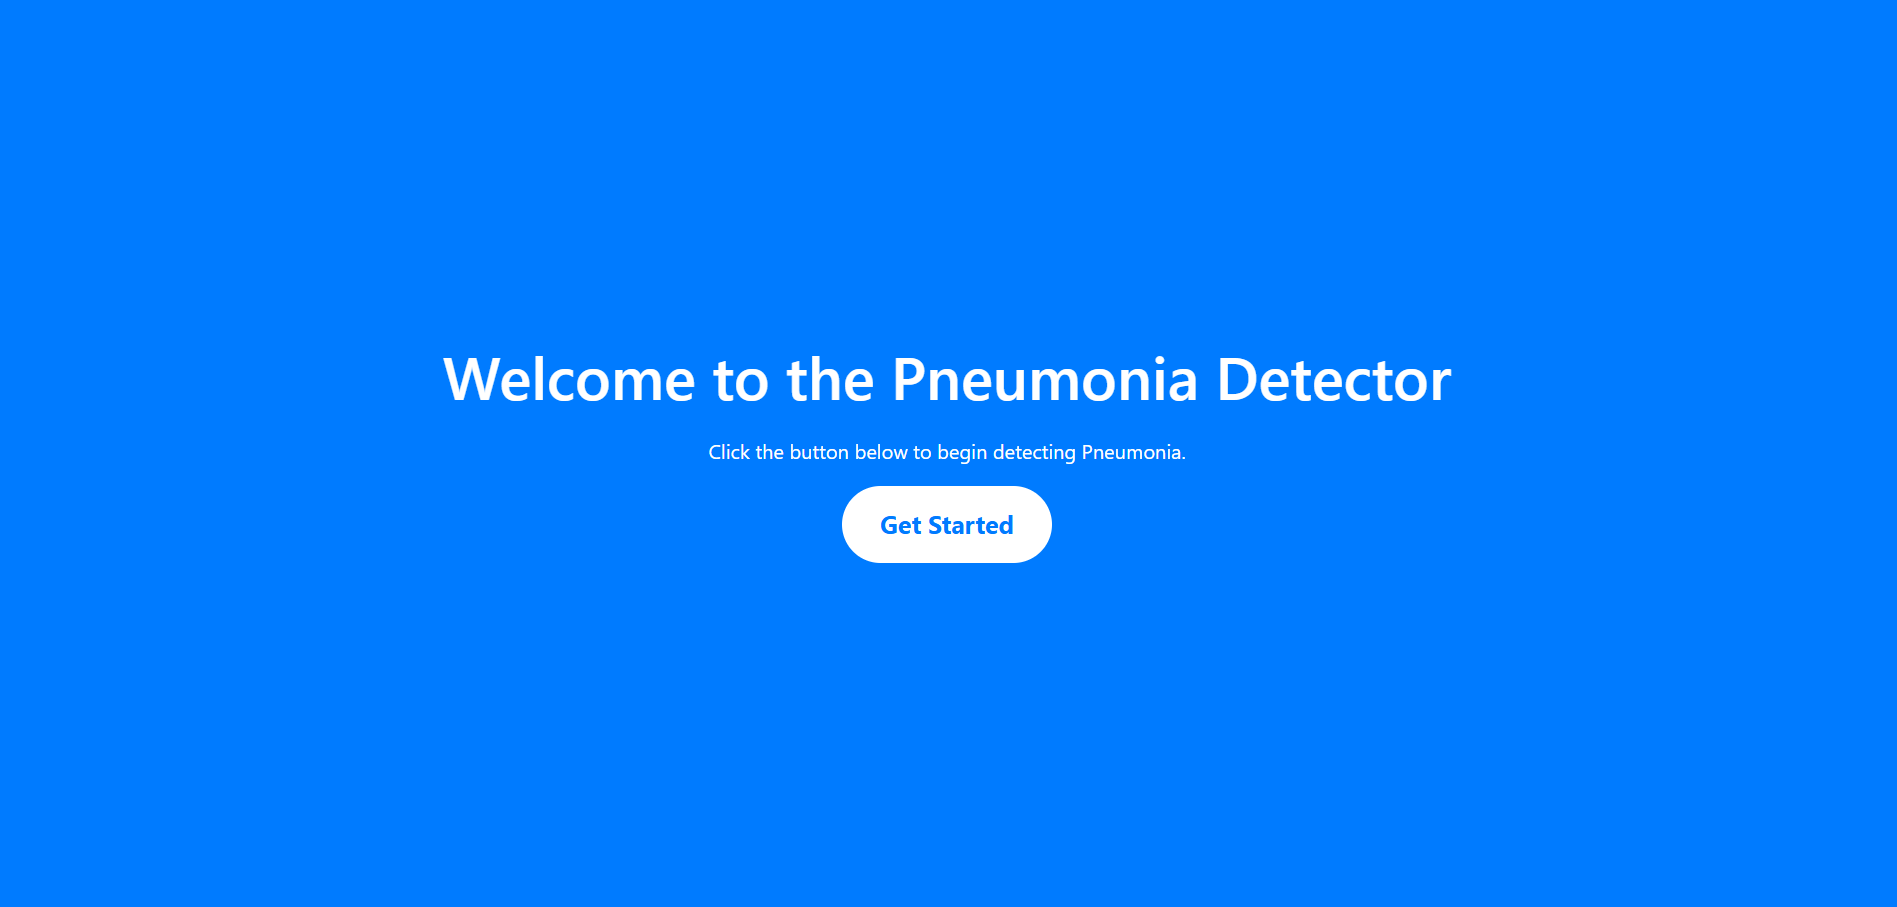 Welcome to the Pneumonia Detector
Click the button below to begin detecting Pneumonia.
Get Started